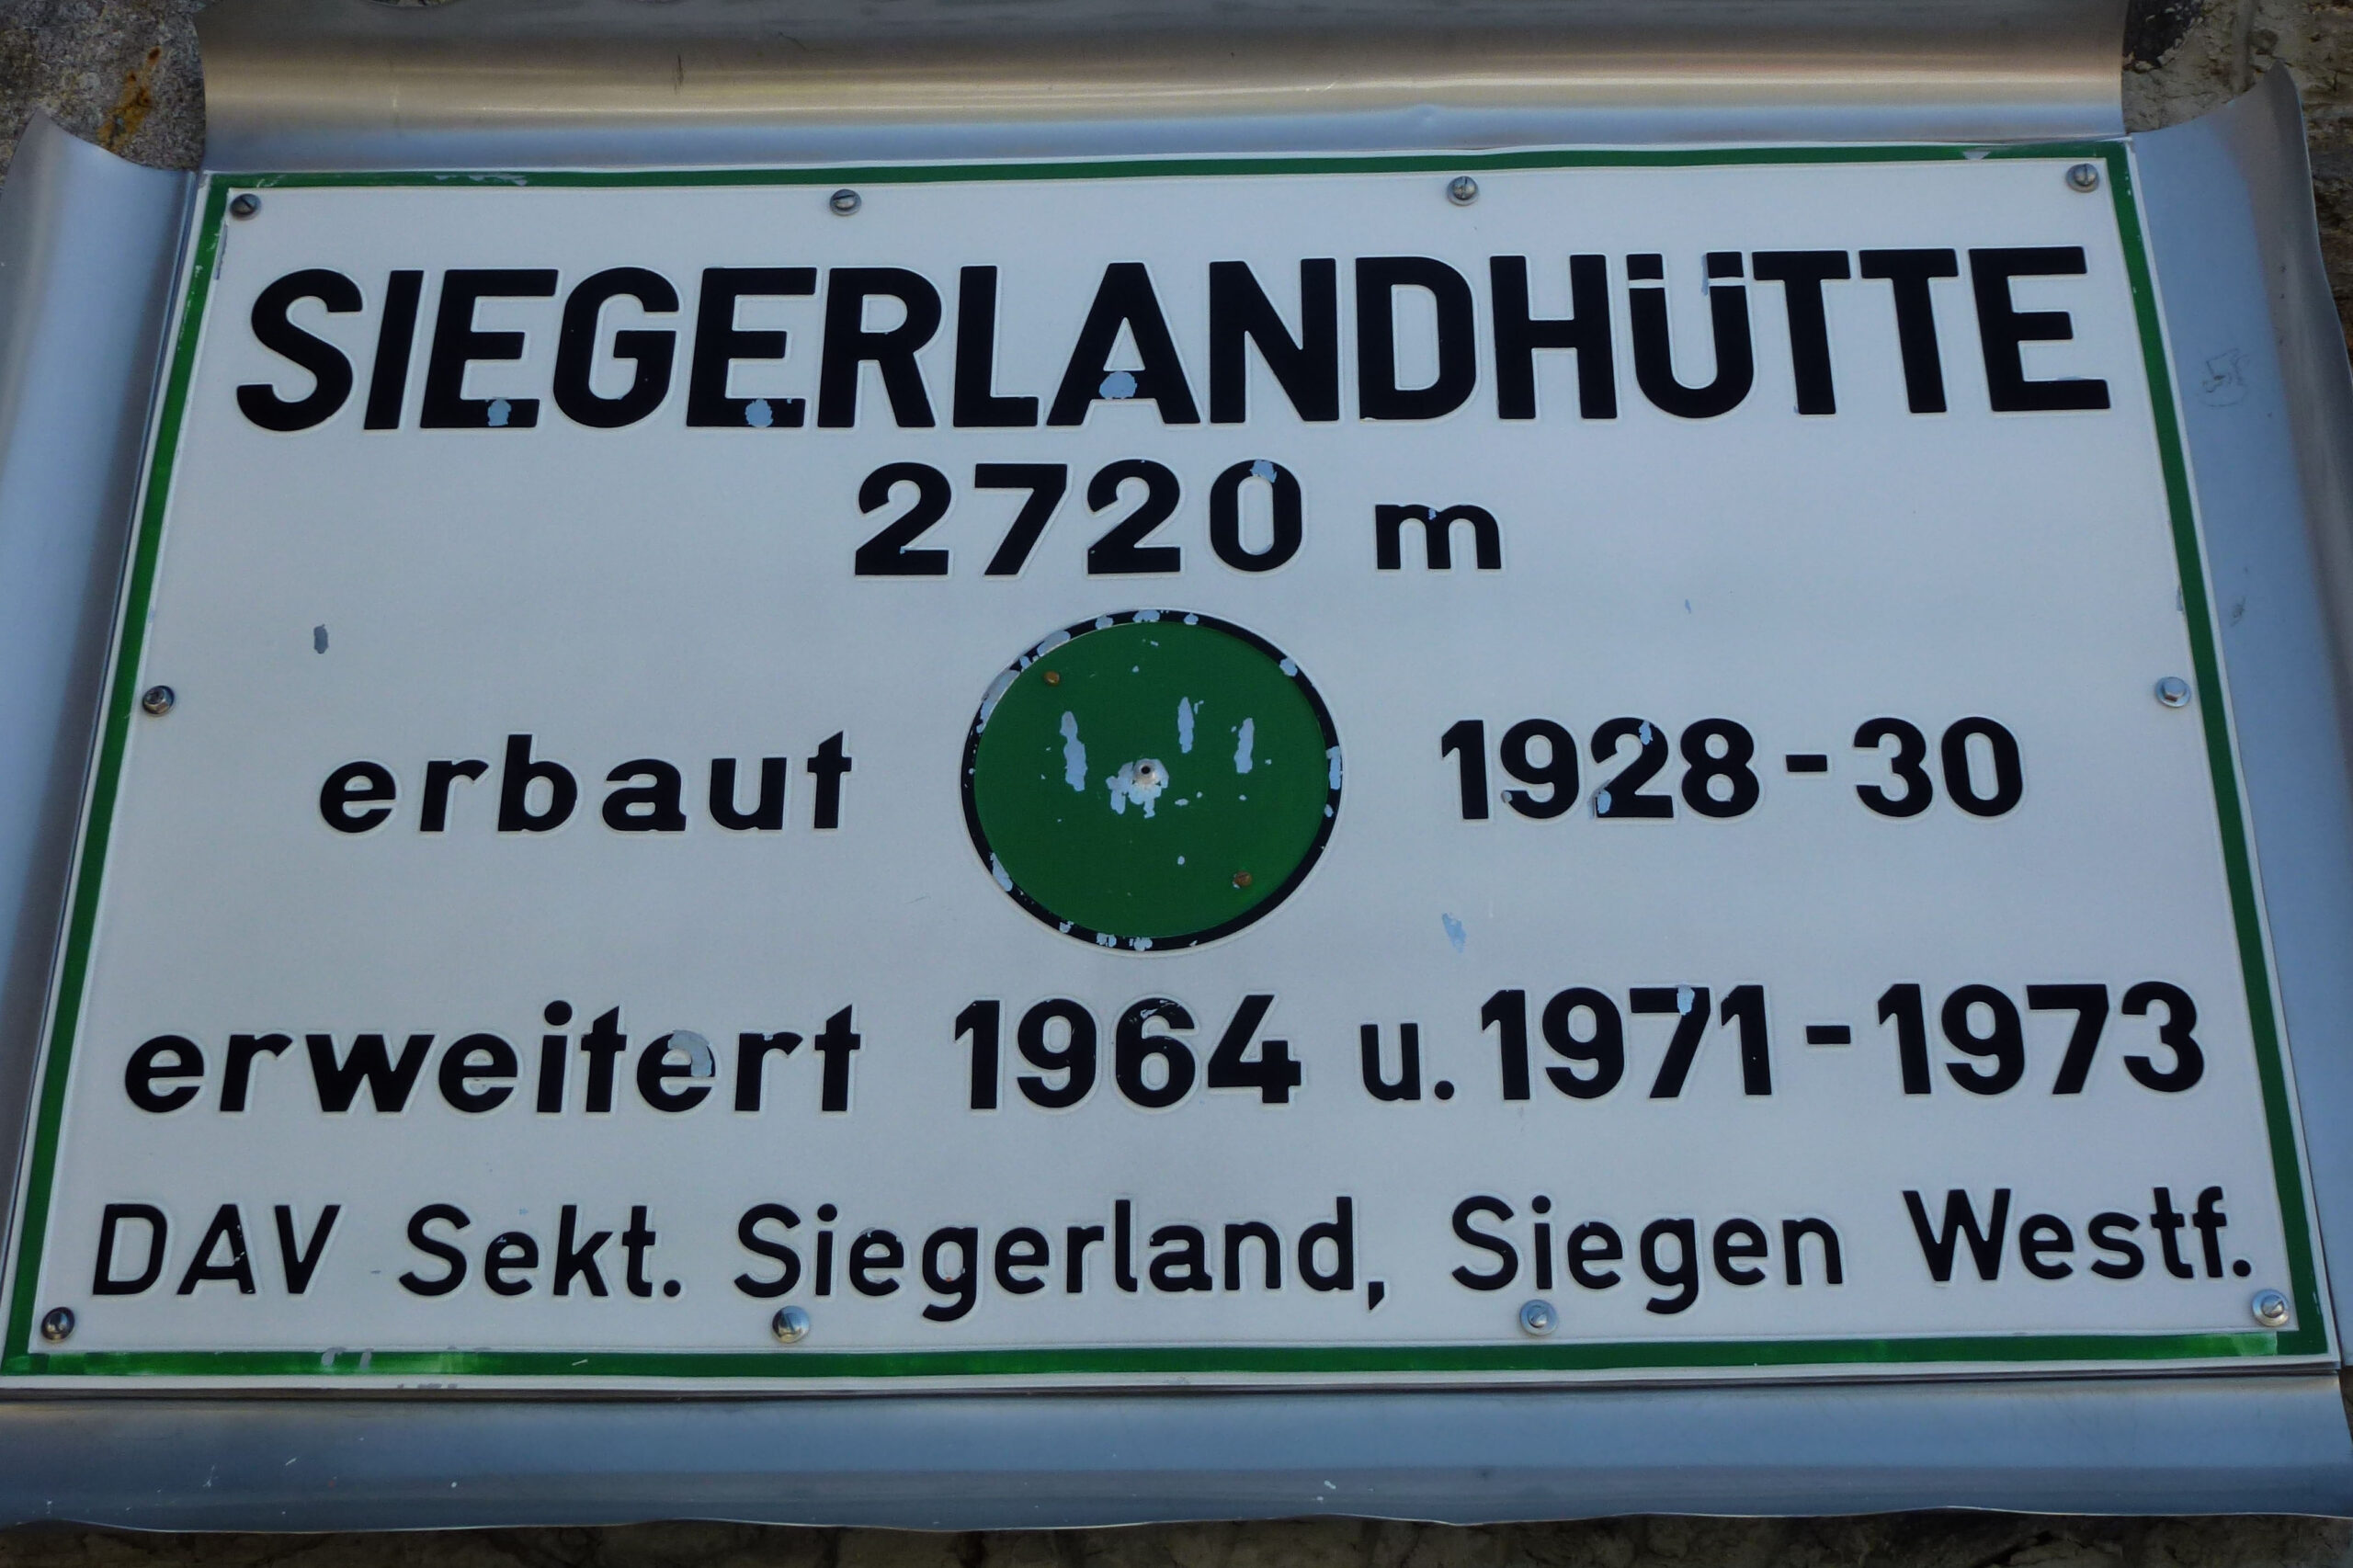 SIEGERLANDHÜTTE
2720 m
erbaut 1928-30
erweitert 1964 u. 1971-1973
DAV Sekt. Siegerland, Siegen Westf.